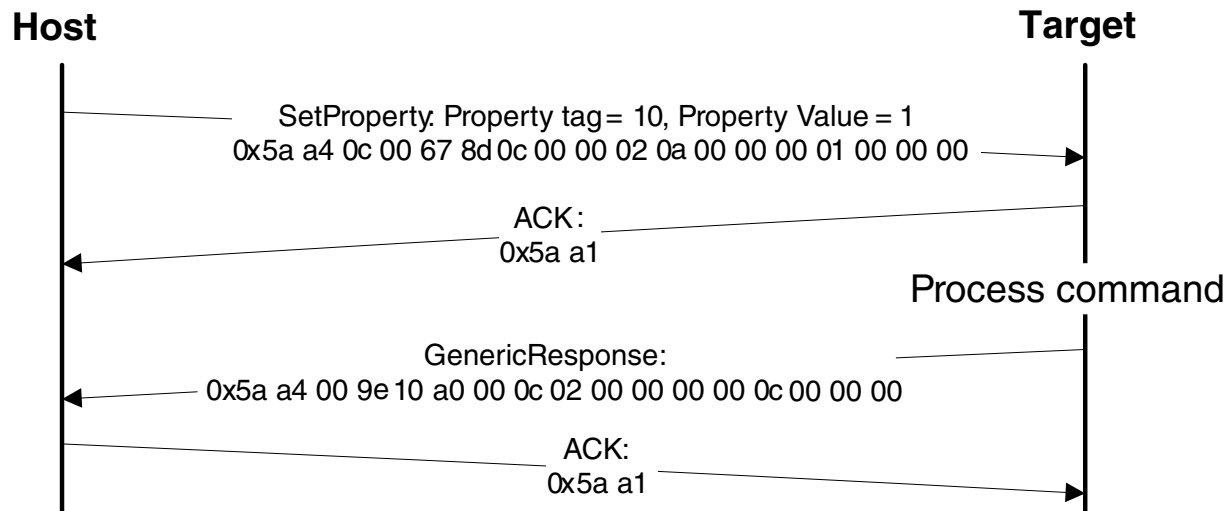 Host
Target
SetProperty: Property tag = 10, Property Value = 1
0x5a a4 0c 00 67 8d 0c 00 00 02 0a 00 00 00 01 00 00 00
ACK:
0x5a a1
Process command
GenericResponse:
0x5a a4 00 9e 10 a0 00 0c 02 00 00 00 00 0c 00 00 00
ACK:
0x5a a1